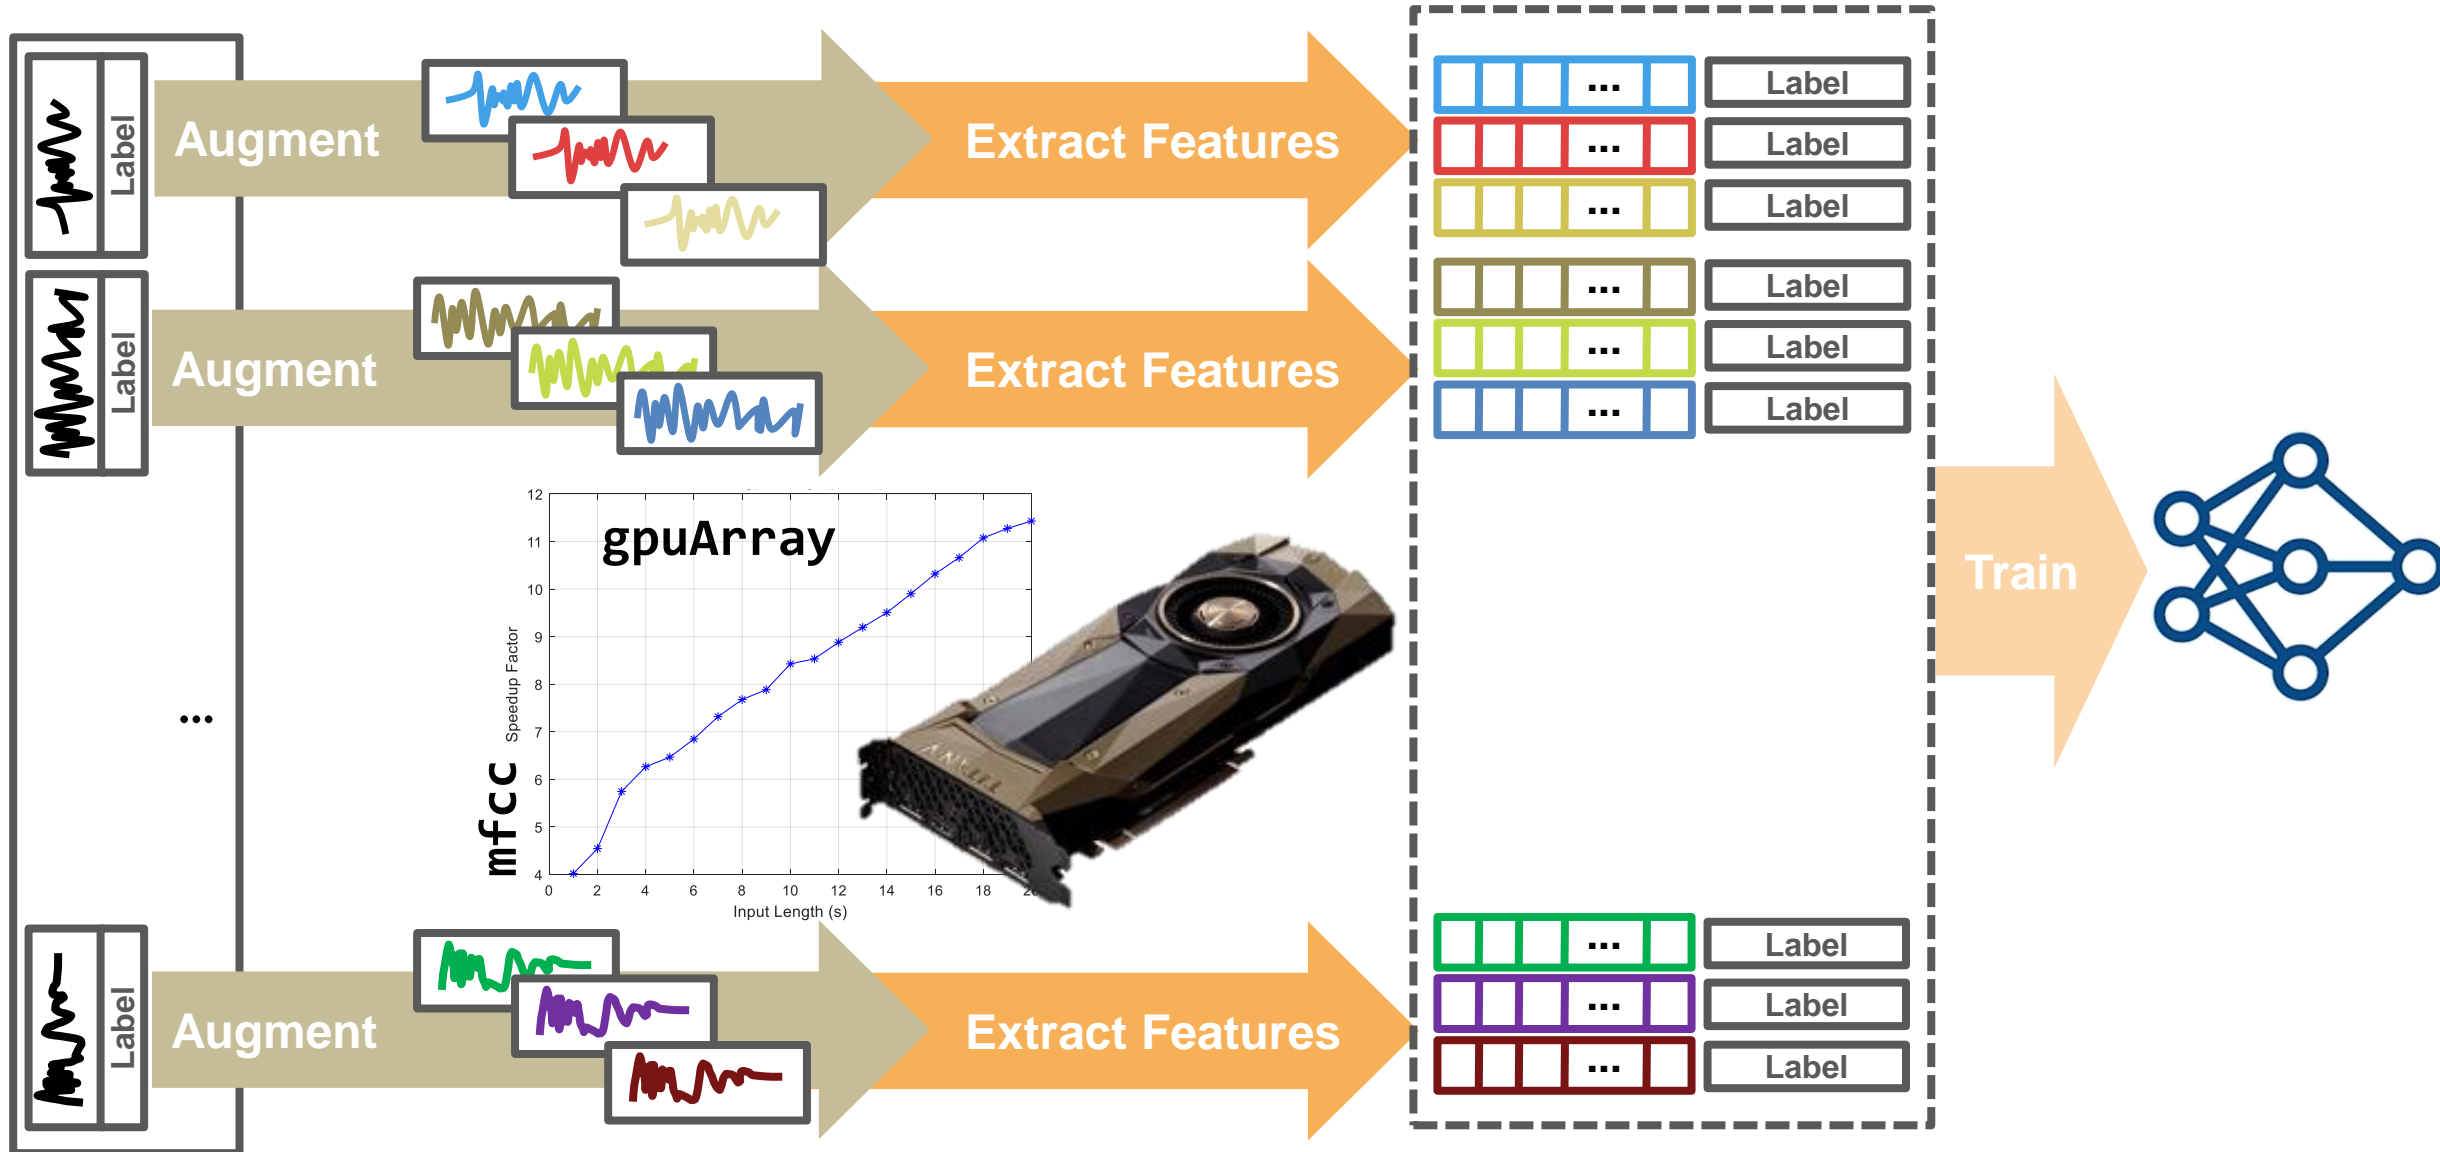 Label
Augment
Extract Features
... Label
... Label
... Label
Label
Augment
Extract Features
... Label
... Label
... Label
...
gpuArray
mfcc
Speedup Factor
12
11
10
9
8
7
6
5
4
0 2 4 6 8 10 12 14 16 18
Input Length (s)
TITAN V
Train
Label
Augment
Extract Features
... Label
... Label
... Label